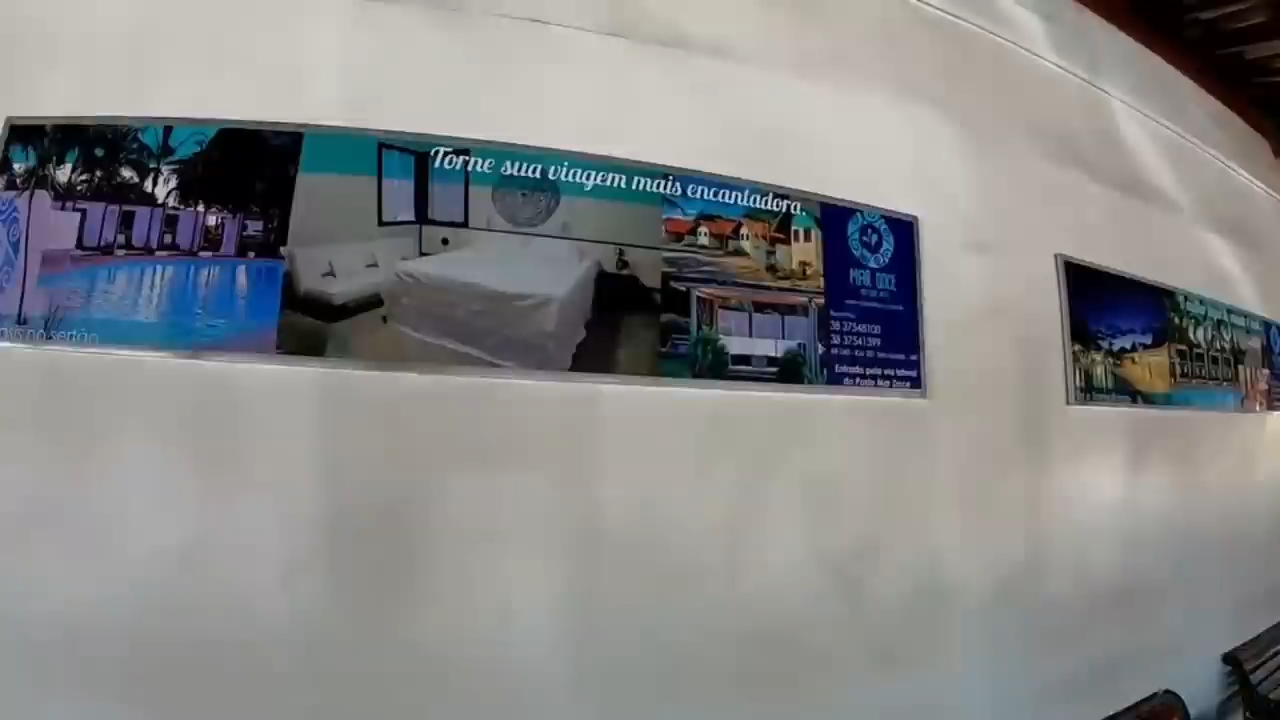 Torne sua viagem mais encantadora.
no sertão
MAR DOCE
38 37548100
38 37541399
Entrada pela via lateral
do Posto Mar Doce